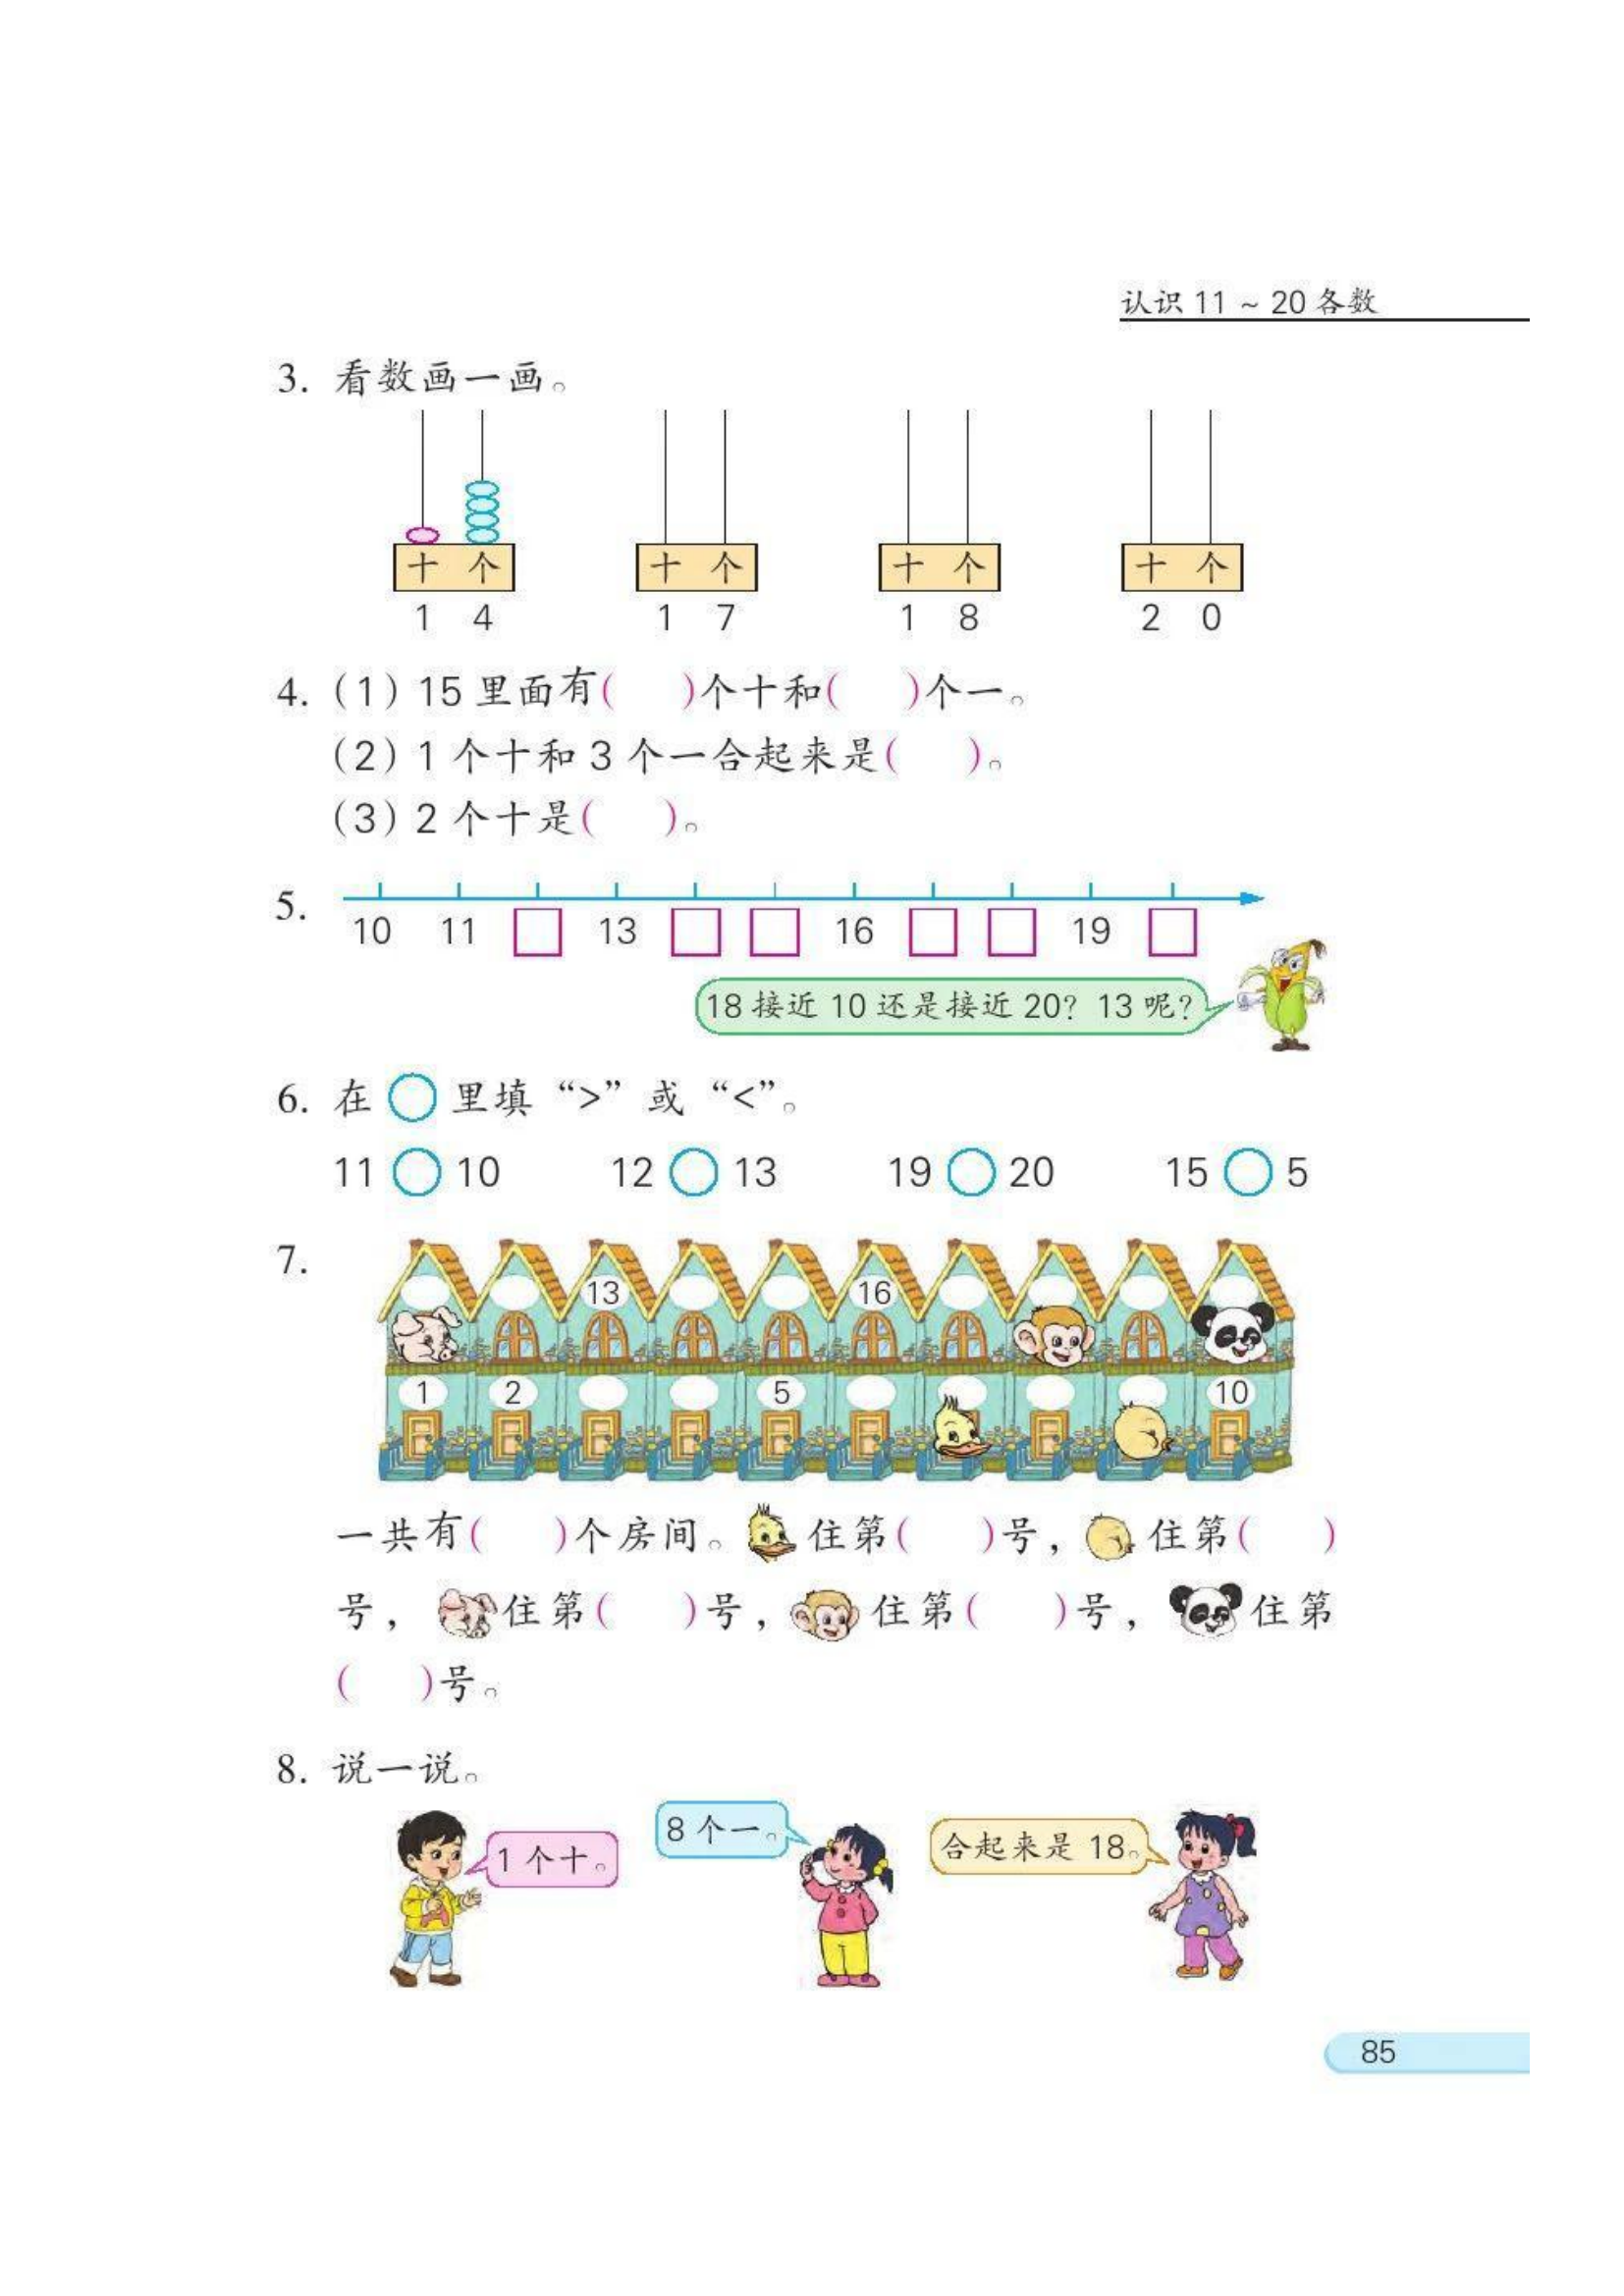 认识 11 ~ 20 各数
3. 看数画一画。
十 个 十 个 十 个 十 个
1 4 1 7 1 8 2 0
4. (1) 15 里面有( )个十和( )个一。
(2) 1 个十和 3 个一合起来是( )。
(3) 2 个十是( )。
5.
10 11 13 16 19
18 接近 10 还是接近 20? 13 呢?
6. 在 ○ 里填 “>” 或 “<”。
11 ○ 10 12 ○ 13 19 ○ 20 15 ○ 5
7.
13 16
1 2 5 10
一共有( )个房间。 住第( )号, 住第( )
号, 住第( )号, 住第( )号, 住第
( )号。
8. 说一说。
1 个十。
8 个一。
合起来是 18。
85